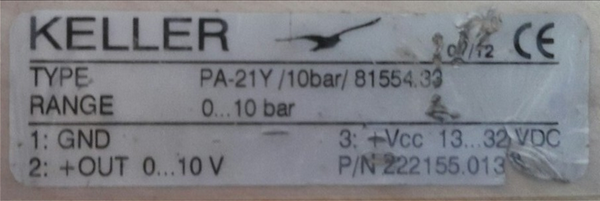 KELLER
TYPE PA-21Y /10bar/ 81554.33
RANGE 0...10 bar
1: GND 3: +Vcc 13...32 VDC
2: +OUT 0...10 V P/N 222155.013